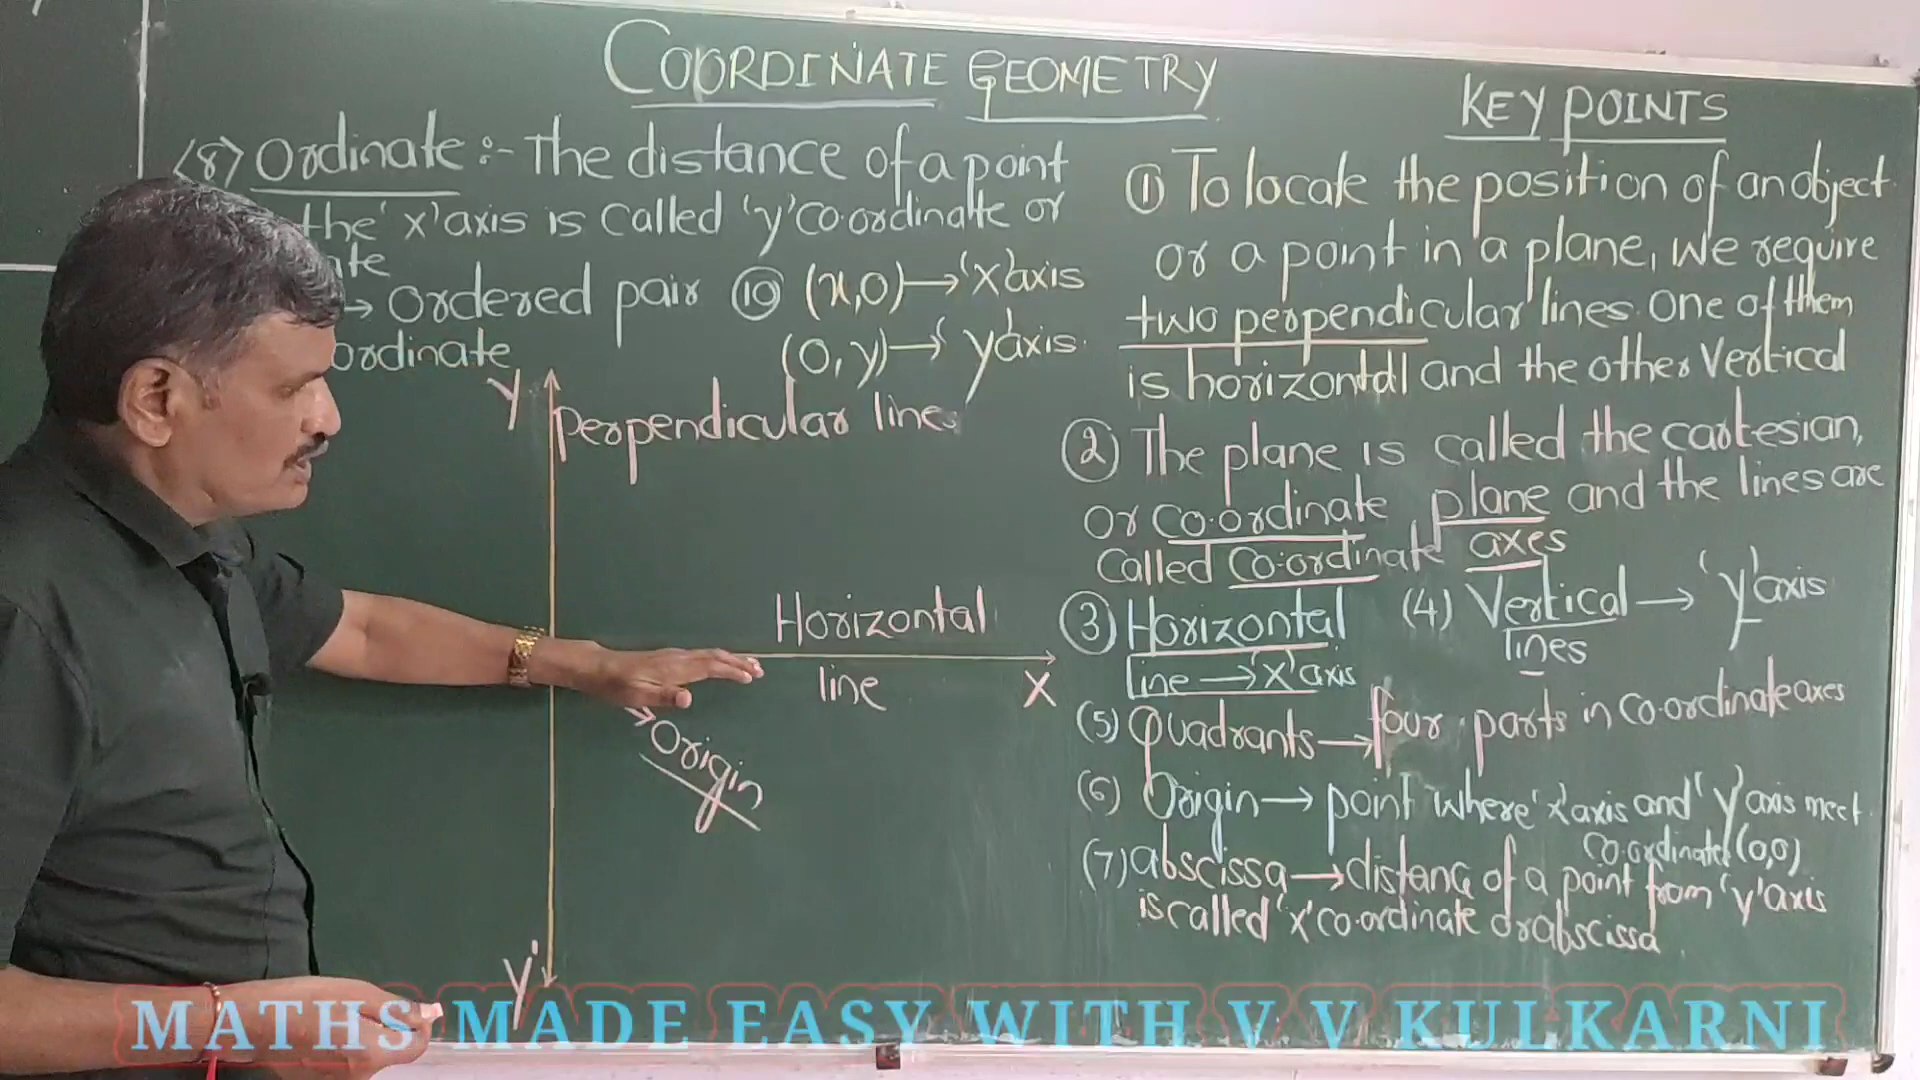 COORDINATE GEOMETRY
(8) Ordinate :- The distance of a point
the 'x' axis is called 'y' co.ordinate or
ate
→ Ordered pair
ordinate
(10) (x,0) → 'x' axis
(0, y) → 'y' axis
Y
Perpendicular lines
Horizontal
line
X
→ Origin
Y'
KEY POINTS
(1) To locate the position of an object
or a point in a plane, we require
two perpendicular lines. One of them
is horizontal and the other Vertical
(2) The plane is called the cartesian,
or co.ordinate plane and the lines are
called co.ordinate axes
(3) Horizontal
line → 'x' axis
(4) Vertical → 'y' axis
lines
(5) Quadrants → four parts in co.ordinate axes
(6) Origin → point where 'x' axis and 'y' axis meet
Co.ordinates (0,0)
(7) abscissa → distance of a point from 'y' axis
is called 'x' co.ordinate or abscissa.
MATHS MADE EASY WITH V V KULKARNI